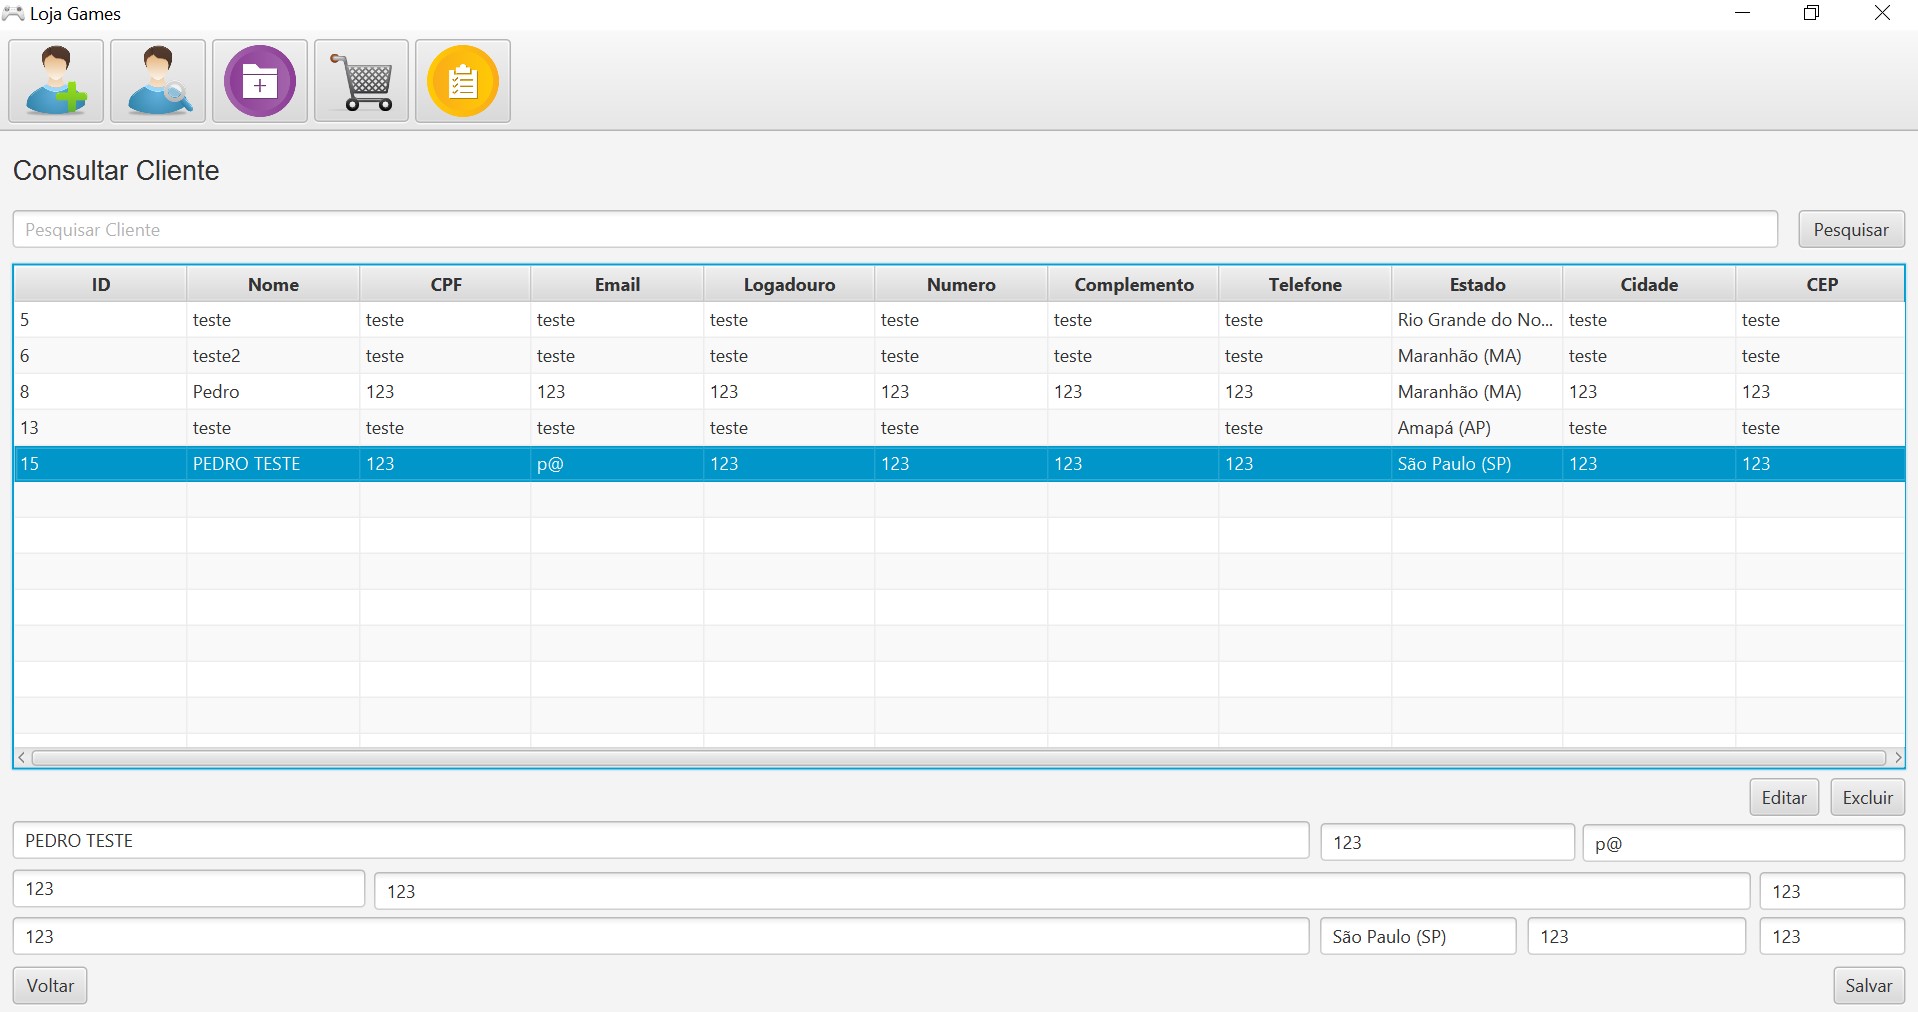 Loja Games
Consultar Cliente
Pesquisar Cliente Pesquisar
ID Nome CPF Email Logadouro Numero Complemento Telefone Estado Cidade CEP
5 teste teste teste teste teste teste teste Rio Grande do No... teste teste
6 teste2 teste teste teste teste teste teste Maranhão (MA) teste teste
8 Pedro 123 123 123 123 123 123 Maranhão (MA) 123 123
13 teste teste teste teste teste teste Amapá (AP) teste teste
15 PEDRO TESTE 123 p@ 123 123 123 123 São Paulo (SP) 123 123
Editar Excluir
PEDRO TESTE 123 p@
123 123 123
123 São Paulo (SP) 123 123
Voltar Salvar